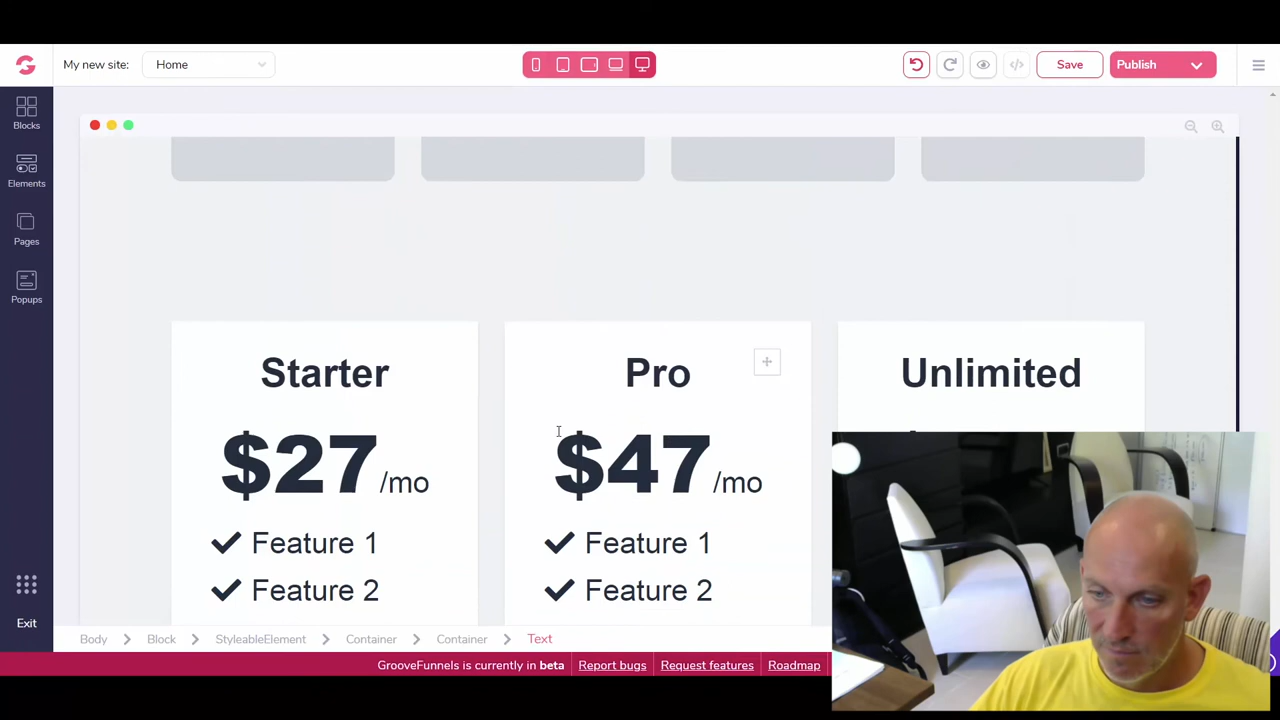 My new site:
Home
Save
Publish
Blocks
Elements
Pages
Popups
Exit
Starter
Pro
Unlimited
$27/mo
$47/mo
Feature 1
Feature 1
Feature 2
Feature 2
Body
Block
StyleableElement
Container
Container
Text
GrooveFunnels is currently in beta
Report bugs
Request features
Roadmap